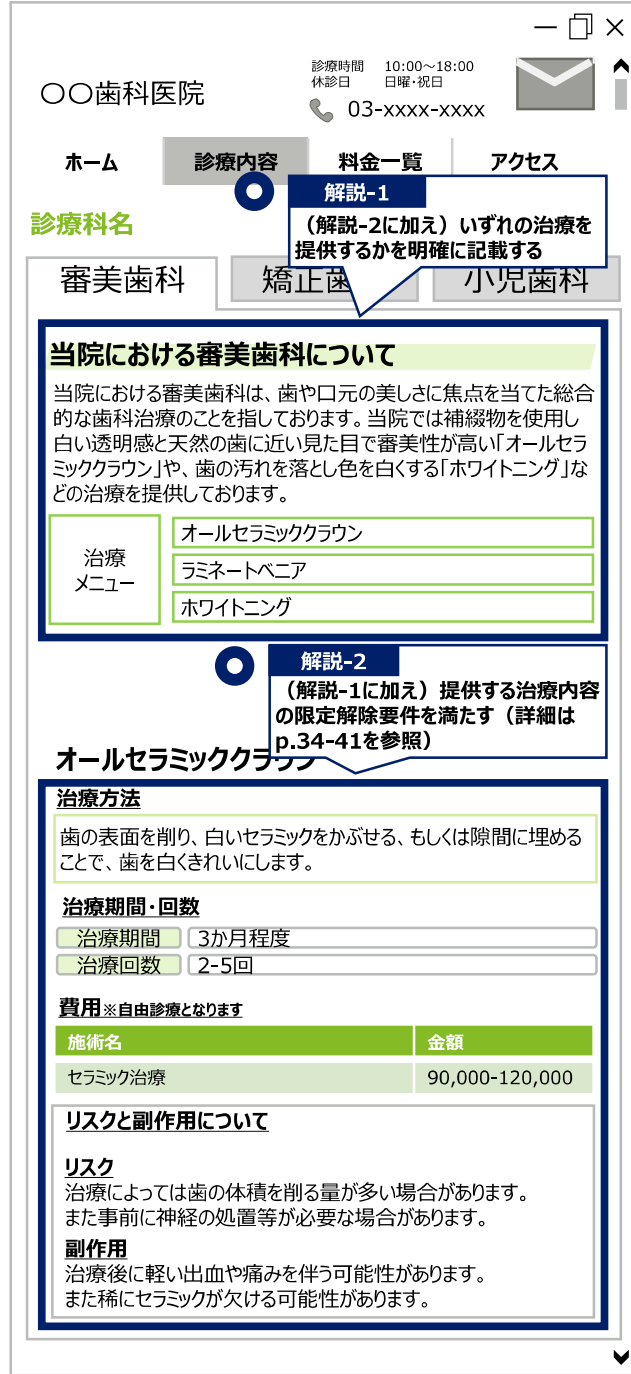 〇〇歯科医院
診療時間 10:00～18:00
休診日 日曜・祝日
03-xxxx-xxxx
ホーム 診療内容 料金一覧 アクセス
解説-1
（解説-2に加え）いずれの治療を
提供するかを明確に記載する
診療科名
審美歯科 矯正歯 小児歯科
当院における審美歯科について
当院における審美歯科は、歯や口元の美しさに焦点を当てた総合
的な歯科治療のことを指しております。当院では補綴物を使用し
白い透明感と天然の歯に近い見た目で審美性が高い「オールセラ
ミッククラウン」や、歯の汚れを落とし色を白くする「ホワイトニング」な
どの治療を提供しております。
治療
メニュー
オールセラミッククラウン
ラミネートベニア
ホワイトニング
解説-2
（解説-1に加え）提供する治療内容
の限定解除要件を満たす（詳細は
p.34-41を参照）
オールセラミッククラウン
治療方法
歯の表面を削り、白いセラミックをかぶせる、もしくは隙間に埋める
ことで、歯を白くきれいにします。
治療期間・回数
治療期間 3か月程度
治療回数 2-5回
費用※自由診療となります
施術名 金額
セラミック治療 90,000-120,000
リスクと副作用について
リスク
治療によっては歯の体積を削る量が多い場合があります。
また事前に神経の処置等が必要な場合があります。
副作用
治療後に軽い出血や痛みを伴う可能性があります。
また稀にセラミックが欠ける可能性があります。